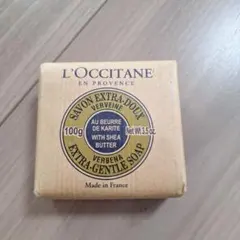 L'OCCITANE
EN PROVENCE
SAVON EXTRA-DOUX
VERVEINE
100g
AU BEURRE
DE KARITE
WITH SHEA
BUTTER
Net Wt. 3.5 oz.
VERBENA
EXTRA-GENTLE SOAP
Made in France